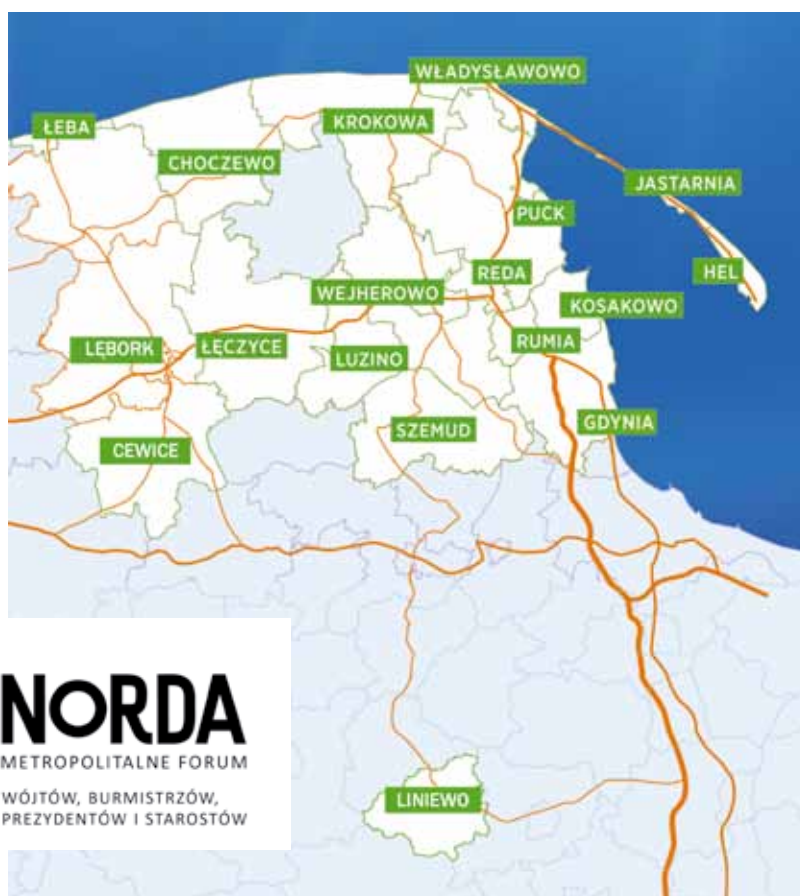 WŁADYSŁAWOWO
ŁEBA
KROKOWA
CHOCZEWO
JASTARNIA
PUCK
REDA
HEL
WEJHEROWO
KOSAKOWO
RUMIA
LĘBORK
ŁĘCZYCE
LUZINO
GDYNIA
SZEMUD
CEWICE
NORDA
METROPOLITALNE FORUM
WÓJTÓW, BURMISTRZÓW,
PREZYDENTÓW I STAROSTÓW
LINIEWO